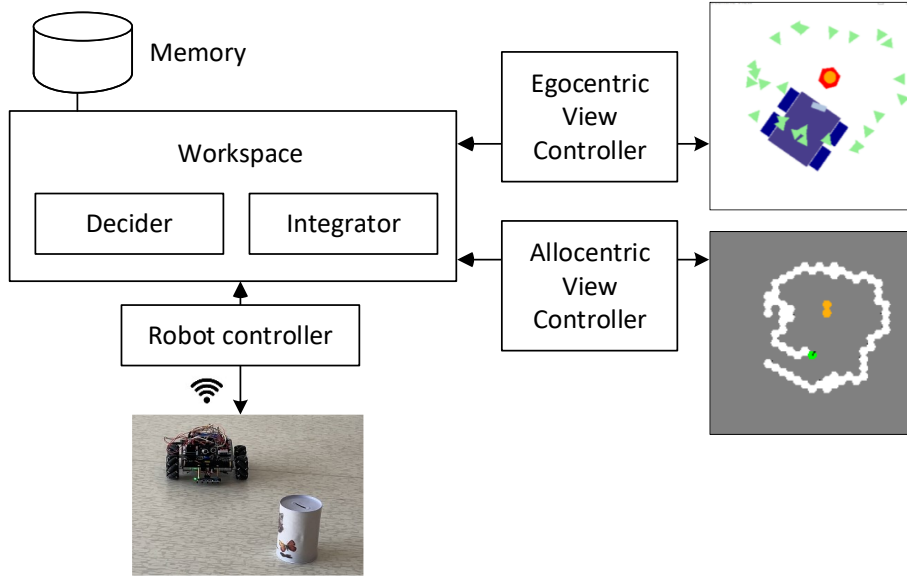 Memory
Workspace
Decider
Integrator
Robot controller
Egocentric
View
Controller
Allocentric
View
Controller